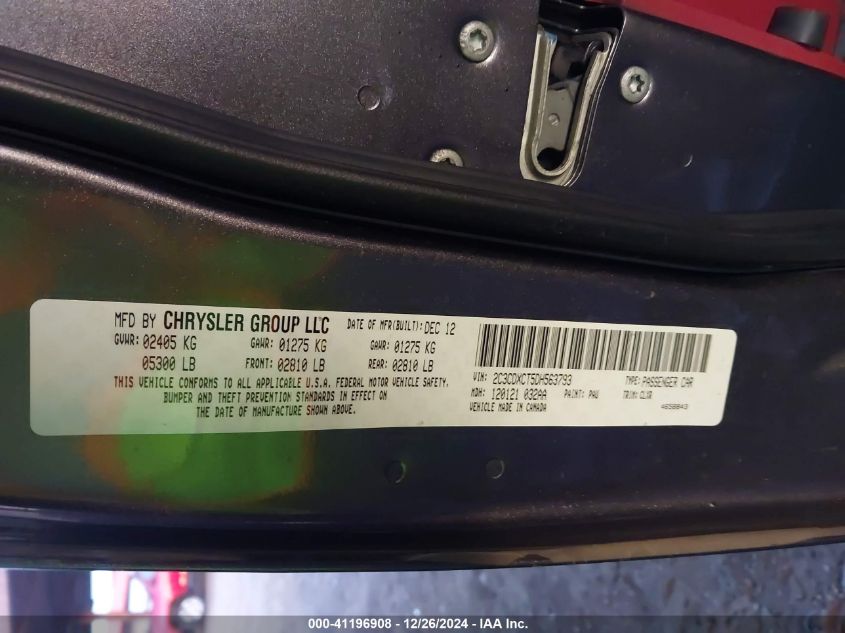 MFD BY CHRYSLER GROUP LLC DATE OF MFR(BUILT): DEC 12
GVWR: 02405 KG GAWR: 01275 KG GAWR: 01275 KG
05300 LB FRONT: 02810 LB REAR: 02810 LB
THIS VEHICLE CONFORMS TO ALL APPLICABLE U.S.A. FEDERAL MOTOR VEHICLE SAFETY,
BUMPER AND THEFT PREVENTION STANDARDS IN EFFECT ON
THE DATE OF MANUFACTURE SHOWN ABOVE.
VIN: 2C3CDXCT5DH563793 TYPE: PASSENGER CAR
MDH: 120121 032AA PAINT: PAU TRIM: CLX8
VEHICLE MADE IN CANADA 4658043
000-41196908 – 12/26/2024 – IAA Inc.